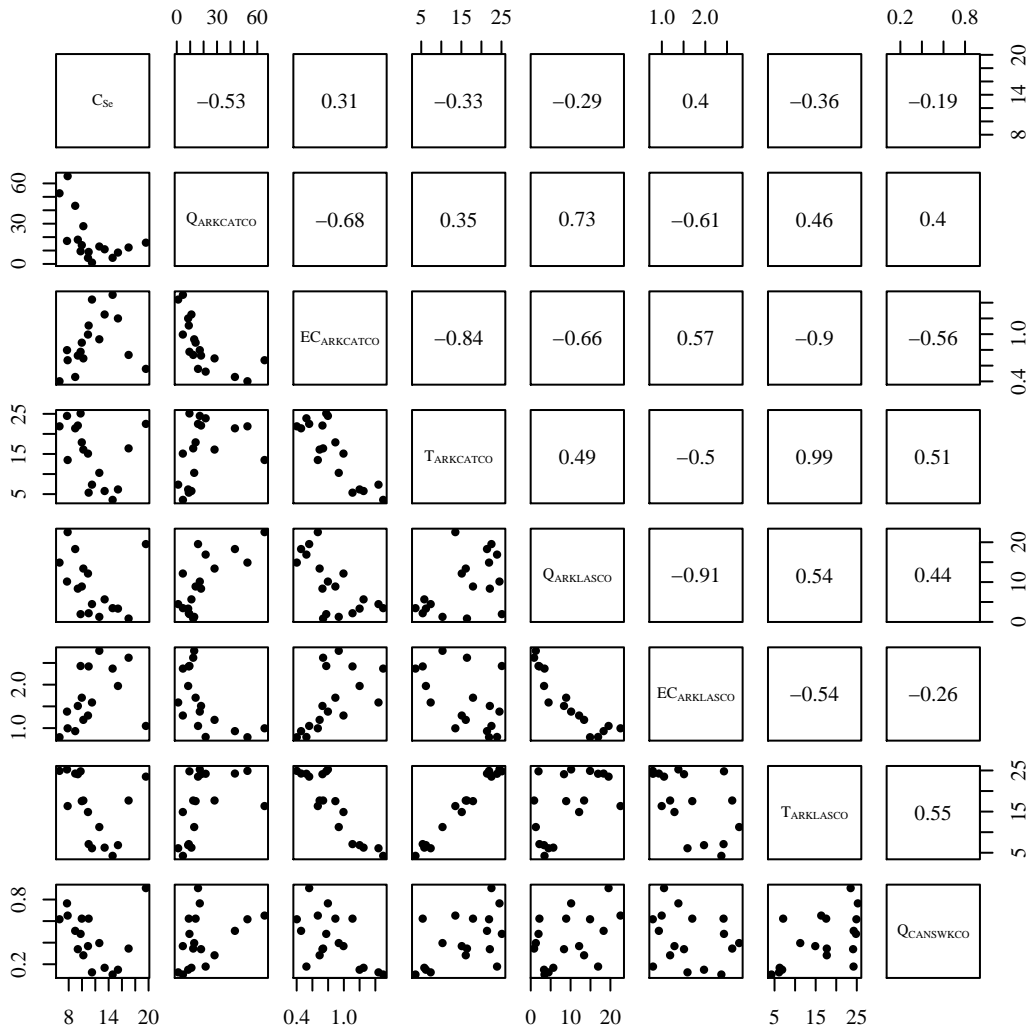 0 30 60 5 15 25 1.0 2.0 0.2 0.8
C_Se −0.53 0.31 −0.33 −0.29 0.4 −0.36 −0.19 8 14 20
0 30 60 Q_ARKCATCO −0.68 0.35 0.73 −0.61 0.46 0.4
EC_ARKCATCO −0.84 −0.66 0.57 −0.9 −0.56 0.4 1.0
5 15 25 T_ARKCATCO 0.49 −0.5 0.99 0.51
Q_ARKLASCO −0.91 0.54 0.44 0 10 20
1.0 2.0 EC_ARKLASCO −0.54 −0.26
T_ARKLASCO 0.55 5 15 25
0.2 0.8 Q_CANSWKCO
8 14 20 0.4 1.0 0 10 20 5 15 25